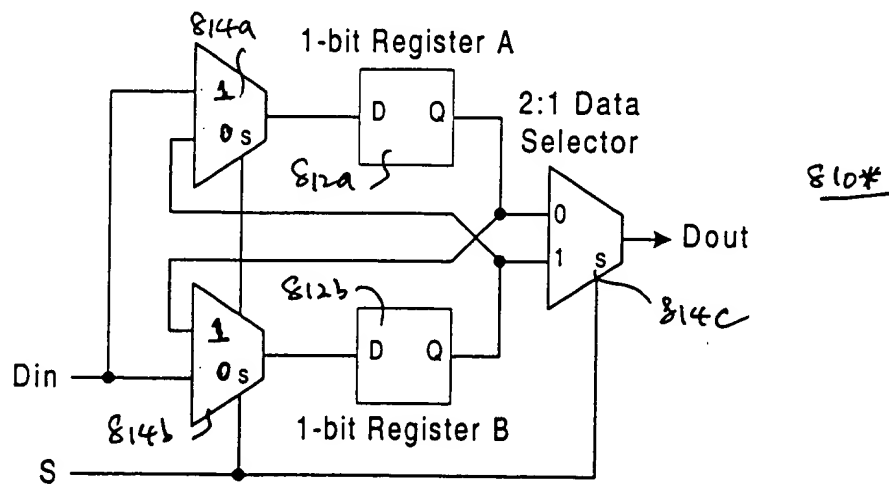 814a
1-bit Register A
1
0 s
D Q
812a
2:1 Data
Selector
810*
0
1
s
Dout
814c
812b
1
0 s
D Q
Din
814b
1-bit Register B
S